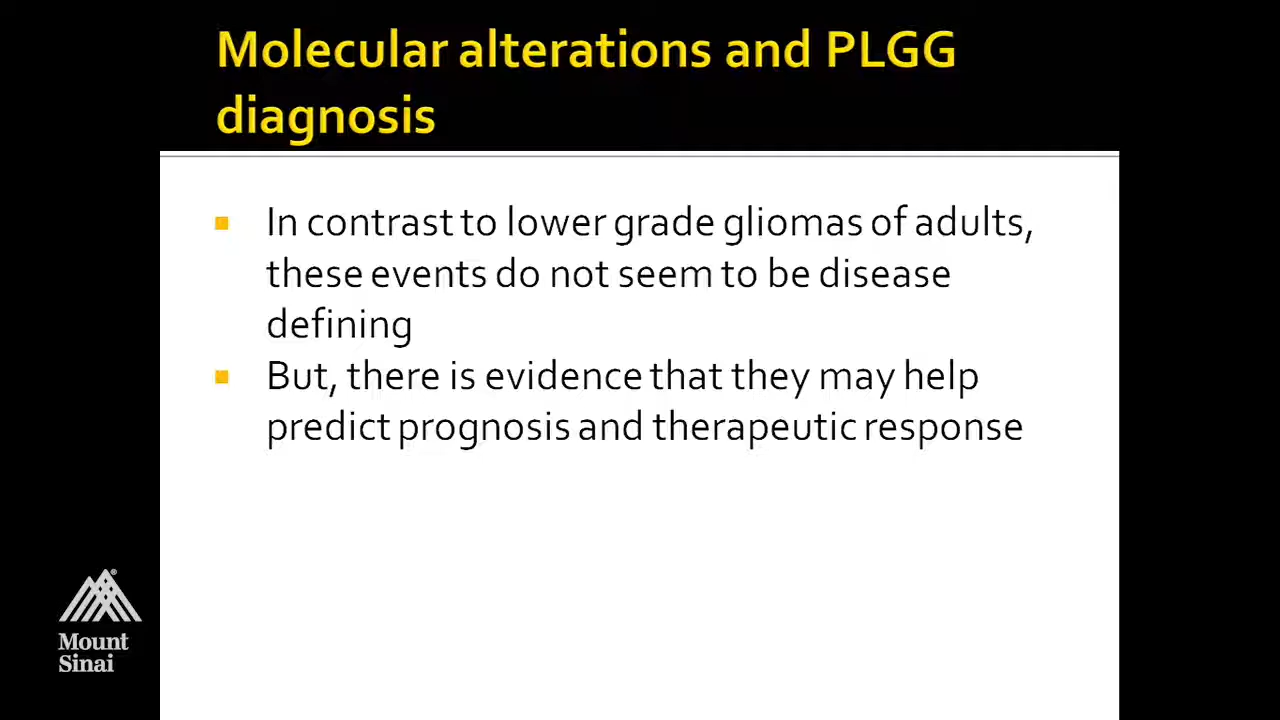 Molecular alterations and PLGG
diagnosis
In contrast to lower grade gliomas of adults,
these events do not seem to be disease
defining
But, there is evidence that they may help
predict prognosis and therapeutic response
Mount
Sinai